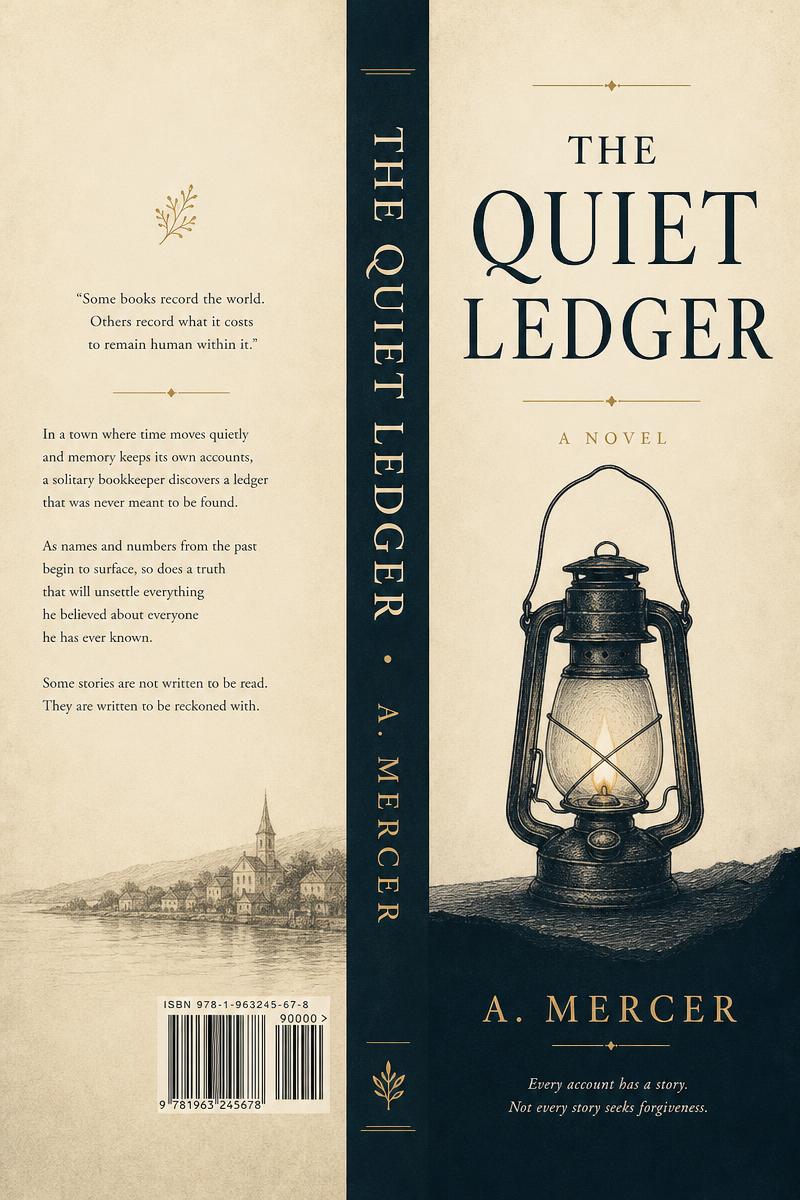 “Some books record the world.
Others record what it costs
to remain human within it.”
In a town where time moves quietly
and memory keeps its own accounts,
a solitary bookkeeper discovers a ledger
that was never meant to be found.
As names and numbers from the past
begin to surface, so does a truth
that will unsettle everything
he believed about everyone
he has ever known.
Some stories are not written to be read.
They are written to be reckoned with.
ISBN 978-1-963245-67-8
90000 >
9 781963 245678
THE QUIET LEDGER • A. MERCER
THE
QUIET
LEDGER
A NOVEL
A. MERCER
Every account has a story.
Not every story seeks forgiveness.